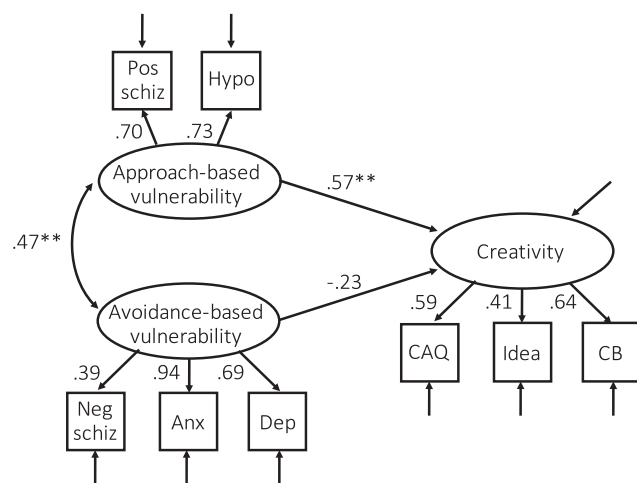 Pos
schiz
Hypo
.70
.73
Approach-based
vulnerability
.57**
.47**
Creativity
-.23
Avoidance-based
vulnerability
.59
.41
.64
CAQ
Idea
CB
.39
.94
.69
Neg
schiz
Anx
Dep